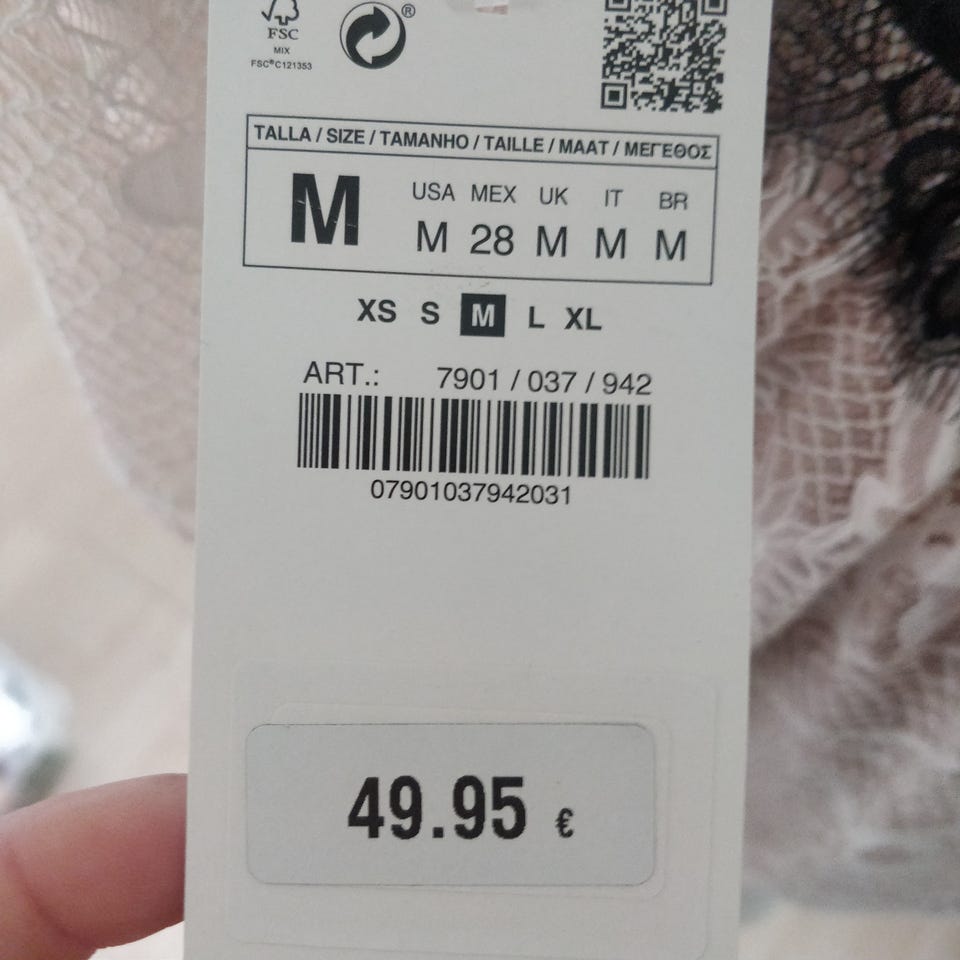 FSC
MIX
FSC®C121353
®
TALLA / SIZE / TAMANHO / TAILLE / MAAT / ΜΕΓΕΘΟΣ
M
USA MEX UK IT BR
M 28 M M M
XS S M L XL
ART.: 7901 / 037 / 942
07901037942031
49.95 €